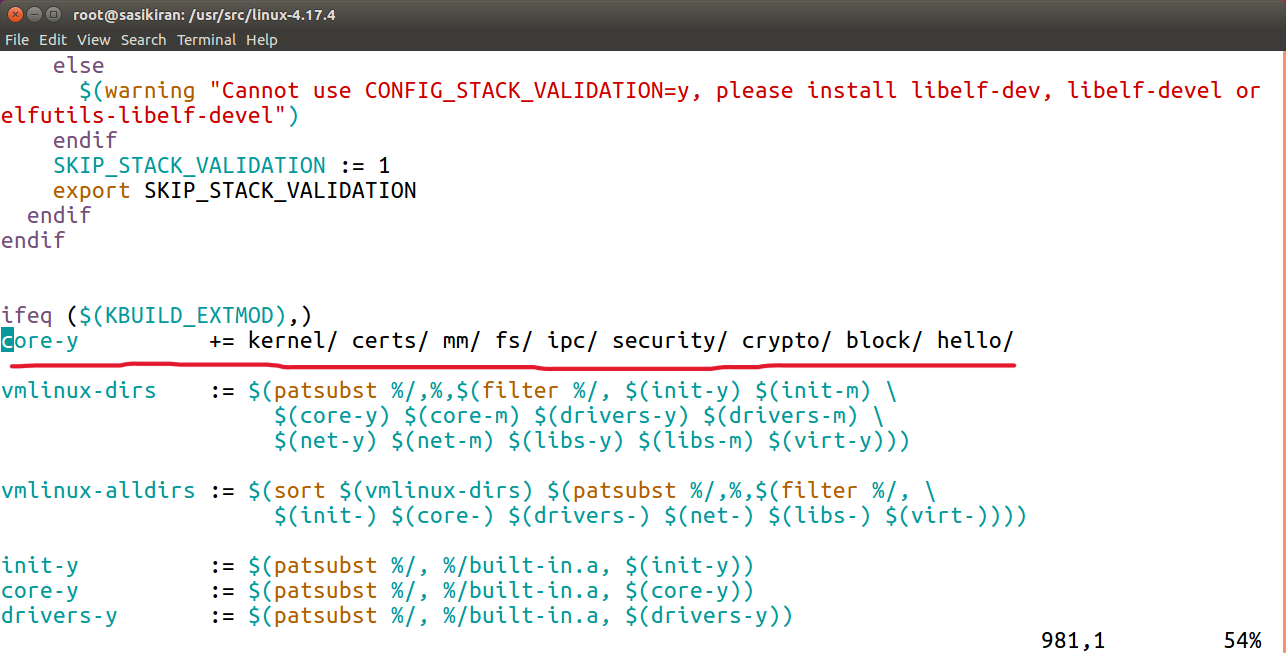 root@sasikiran: /usr/src/linux-4.17.4
File Edit View Search Terminal Help
    else
      $(warning "Cannot use CONFIG_STACK_VALIDATION=y, please install libelf-dev, libelf-devel or
elfutils-libelf-devel")
    endif
    SKIP_STACK_VALIDATION := 1
    export SKIP_STACK_VALIDATION
  endif
endif
ifeq ($(KBUILD_EXTMOD),)
core-y          += kernel/ certs/ mm/ fs/ ipc/ security/ crypto/ block/ hello/
vmlinux-dirs    := $(patsubst %/,%,$(filter %/, $(init-y) $(init-m) \
                     $(core-y) $(core-m) $(drivers-y) $(drivers-m) \
                     $(net-y) $(net-m) $(libs-y) $(libs-m) $(virt-y)))
vmlinux-alldirs := $(sort $(vmlinux-dirs) $(patsubst %/,%,$(filter %/, \
                     $(init-) $(core-) $(drivers-) $(net-) $(libs-) $(virt-))))
init-y          := $(patsubst %/, %/built-in.a, $(init-y))
core-y          := $(patsubst %/, %/built-in.a, $(core-y))
drivers-y       := $(patsubst %/, %/built-in.a, $(drivers-y))
981,1         54%